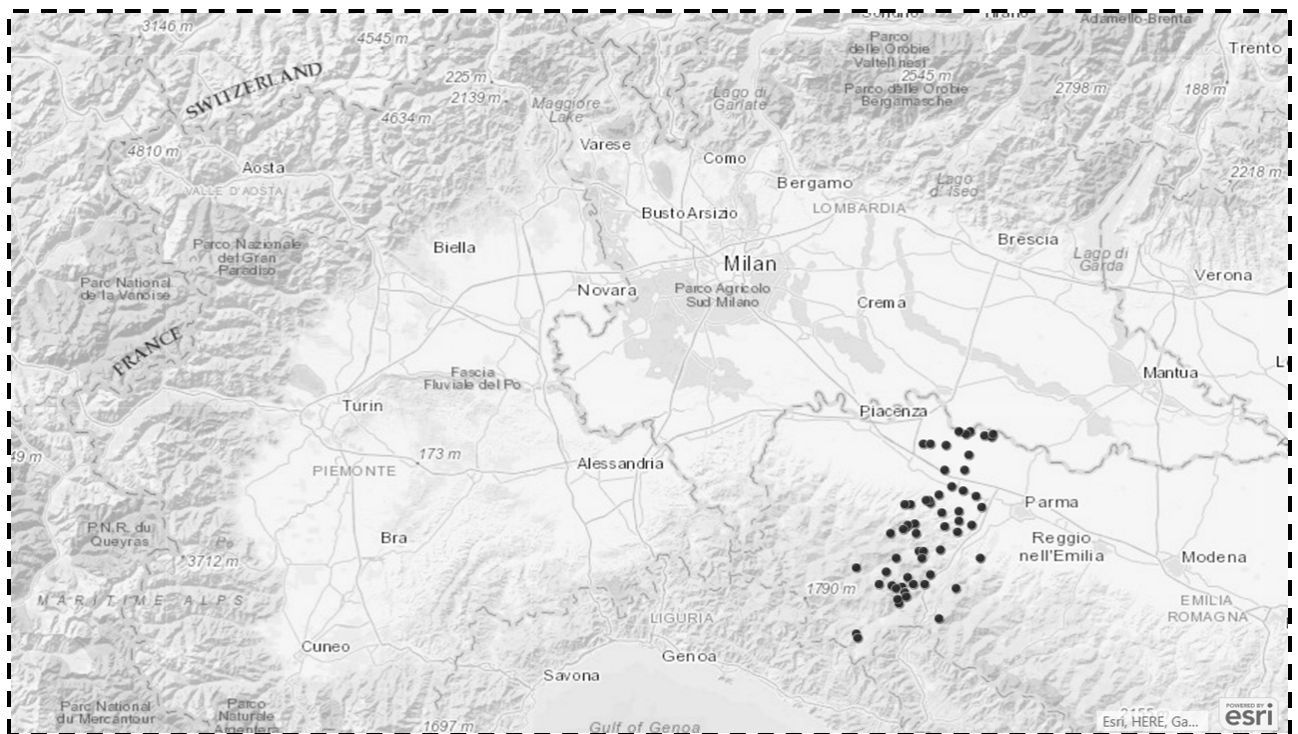 3146 m
4545 m
Adamello-Brenta
Parco
delle Orobie
Valtellinesi
Trento
SWITZERLAND
225 m
2139 m
2545 m
Parco delle Orobie
Bergamasche
2798 m
188 m
Maggiore
Lake
Lago di
Garlate
4634 m
4810 m
Varese
Como
Aosta
VALLE D'AOSTA
Bergamo
Lago
d'Iseo
2218 m
Busto Arsizio
LOMBARDIA
Biella
Parco Nazionale
del Gran
Paradiso
Brescia
Lago di
Garda
Milan
Verona
Parc National
de la Vanoise
Novara
Parco Agricolo
Sud Milano
Crema
FRANCE
Fascia
Fluviale del Po
Mantua
Turin
Piacenza
49 m
173 m
PIEMONTE
Alessandria
Parma
P.N.R. du
Queyras
Bra
Reggio
nell'Emilia
Modena
3712 m
1790 m
MARITIME ALPS
EMILIA
ROMAGNA
LIGURIA
Cuneo
Genoa
Savona
Parc National
du Mercantour
Parco
Naturale
Argentera
1697 m
Gulf of Genoa
Esri, HERE, Ga...
POWERED BY
esri